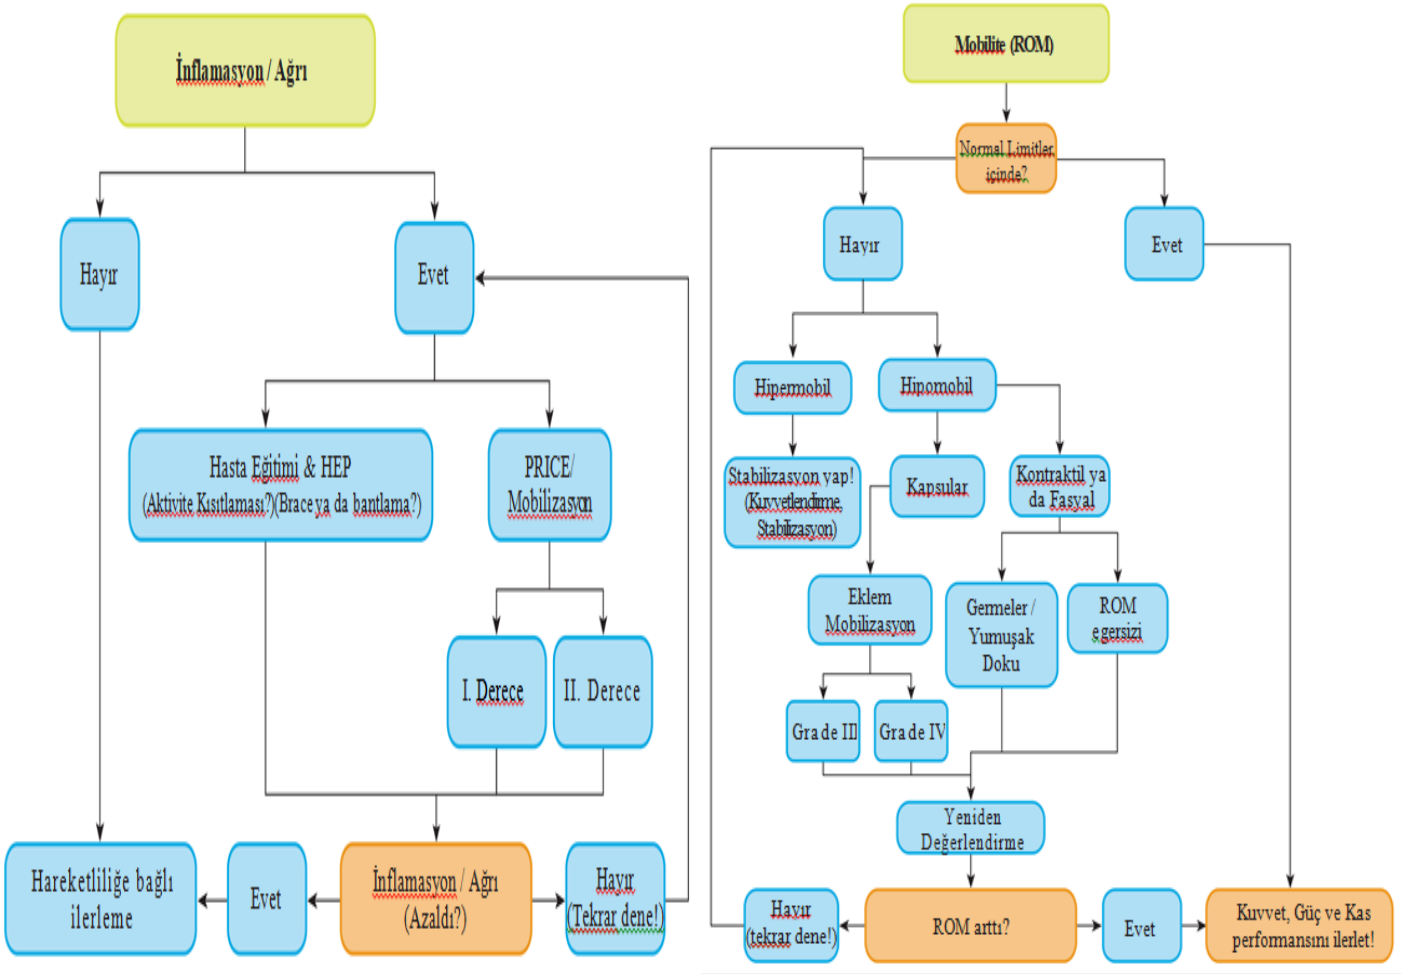 İnflamasyon / Ağrı
Hayır
Evet
Hasta Eğitimi & HEP
(Aktivite Kısıtlaması?)(Brace ya da bantlama?)
PRICE/
Mobilizasyon
I. Derece
II. Derece
Hareketliliğe bağlı
ilerleme
Evet
İnflamasyon / Ağrı
(Azaldı?)
Hayır
(Tekrar dene!)
Mobilite (ROM)
Normal Limitler
içinde?
Hayır
Evet
Hipermobil
Hipomobil
Stabilizasyon yap!
(Kuvvetlendirme,
Stabilizasyon)
Kapsular
Kontraktil ya
da Fasyal
Eklem
Mobilizasyon
Germeler /
Yumuşak
Doku
ROM
egersizi
Grade III
Grade IV
Yeniden
Değerlendirme
Hayır
(tekrar dene!)
ROM arttı?
Evet
Kuvvet, Güç ve Kas
performansını ilerlet!